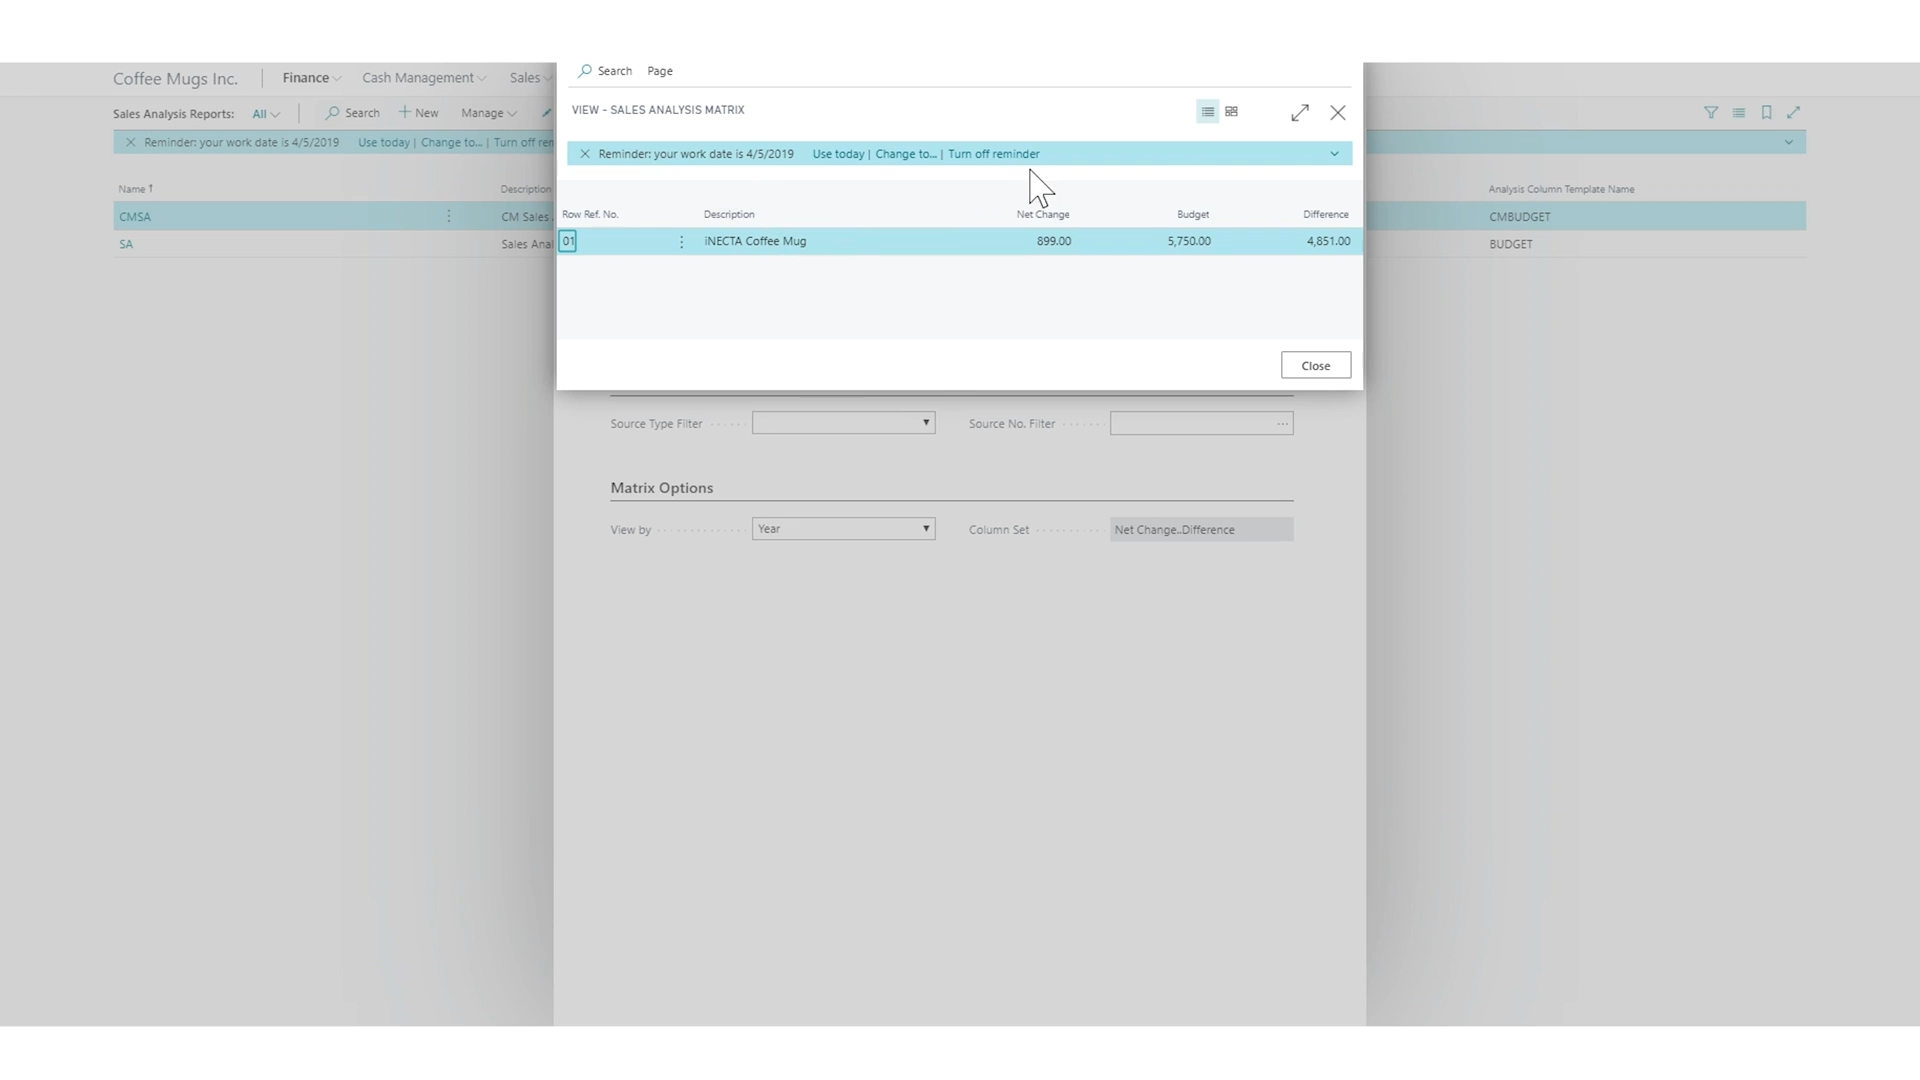 Coffee Mugs Inc. Finance Cash Management Sales
Sales Analysis Reports: All Search New Manage
Reminder: your work date is 4/5/2019 Use today | Change to... | Turn off rem
Name ↑ Description Analysis Column Template Name
CMSA CM Sales CMBUDGET
SA Sales Anal BUDGET
Search Page
VIEW - SALES ANALYSIS MATRIX
Reminder: your work date is 4/5/2019 Use today | Change to... | Turn off reminder
Row Ref. No. Description Net Change Budget Difference
01 iNECTA Coffee Mug 899.00 5,750.00 4,851.00
Close
Source Type Filter Source No. Filter
Matrix Options
View by Year Column Set Net Change..Difference